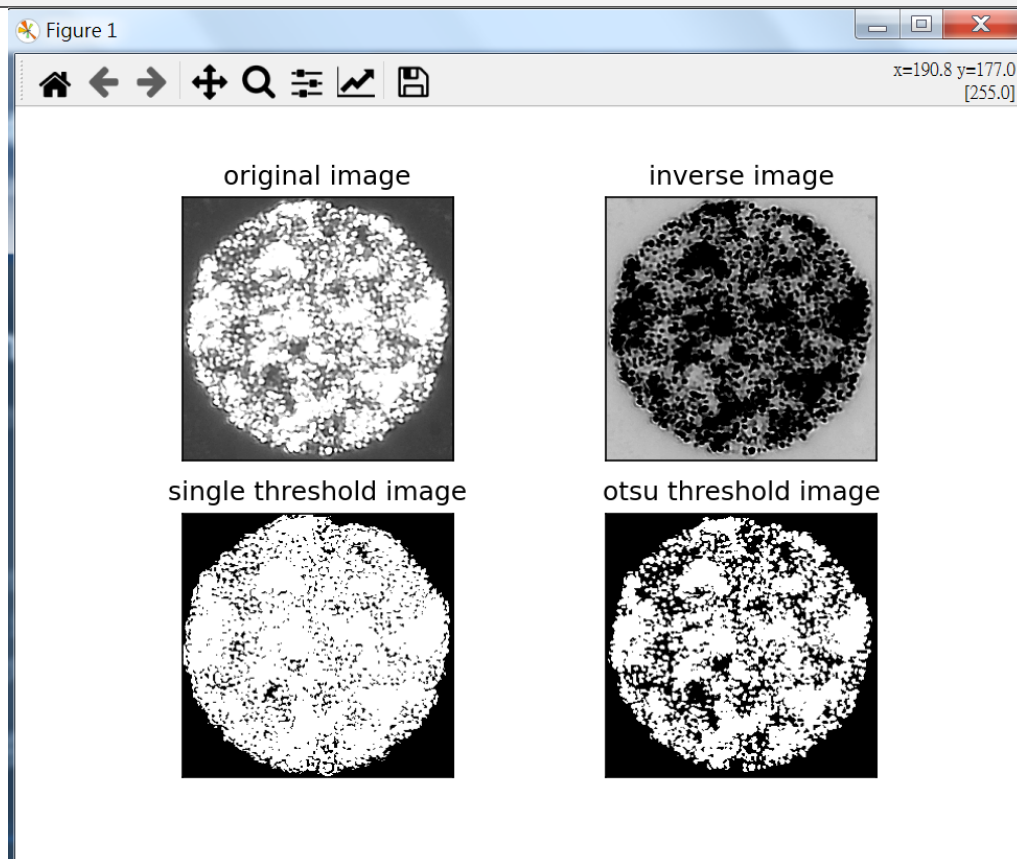 Figure 1
x=190.8 y=177.0
[255.0]
original image
inverse image
single threshold image
otsu threshold image